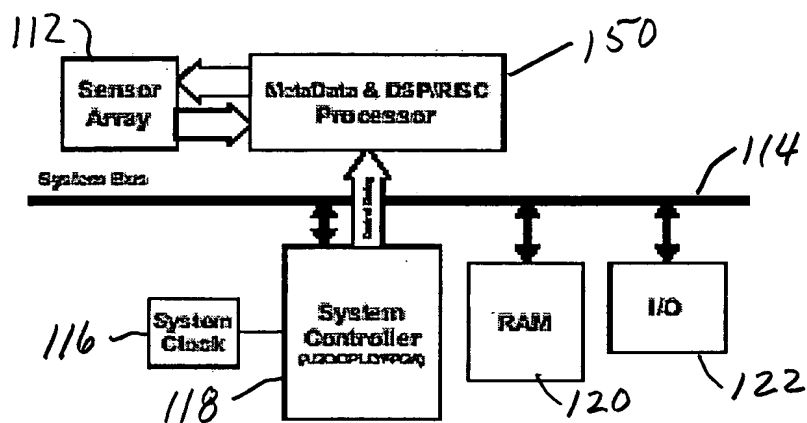 112
150
Sensor
Array
MetaData & DSP/RISC
Processor
114
System Bus
System
Clock
116
System
Controller
118
RAM
120
I/O
122